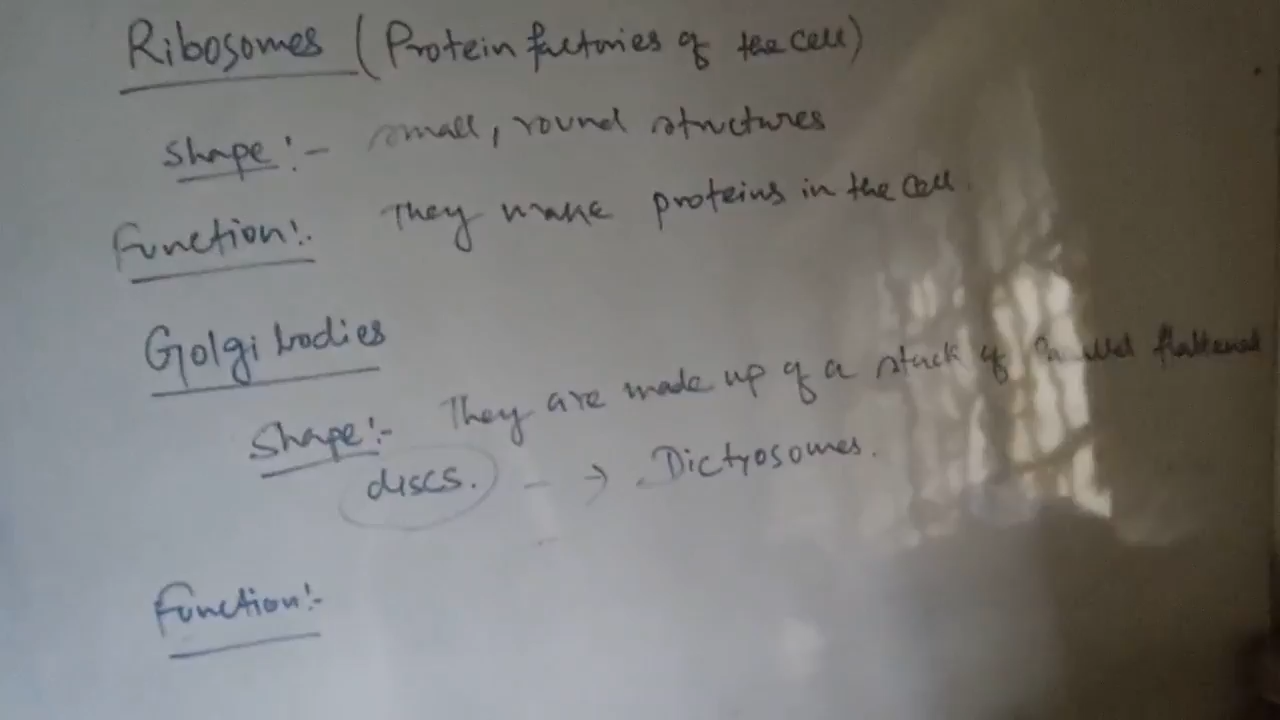 Ribosomes (Protein factories of the cell)
Shape:- small, round structures
Function:. They make proteins in the cell.
Golgi bodies
Shape:- They are made up of a stack of Parallel flattened
discs. - -> Dictyosomes.
Function:-